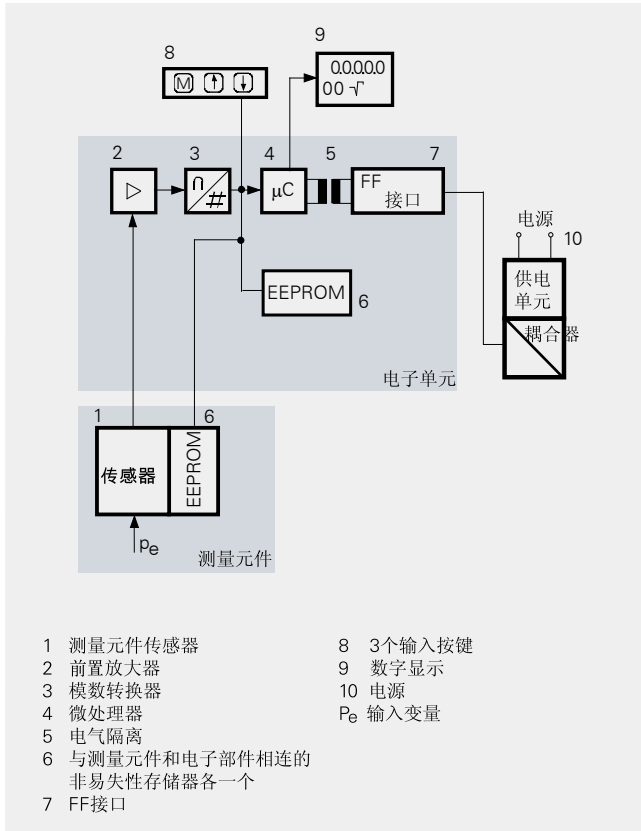 8
M
9
0.0.0.0.0
00
2
3
4
5
7
n
#
μC
FF
接口
电源
10
供电
单元
耦合器
EEPROM
6
电子单元
1
6
传感器
EEPROM
pe
测量元件
1 测量元件传感器
2 前置放大器
3 模数转换器
4 微处理器
5 电气隔离
6 与测量元件和电子部件相连的
非易失性存储器各一个
7 FF接口
8 3个输入按键
9 数字显示
10 电源
Pe 输入变量